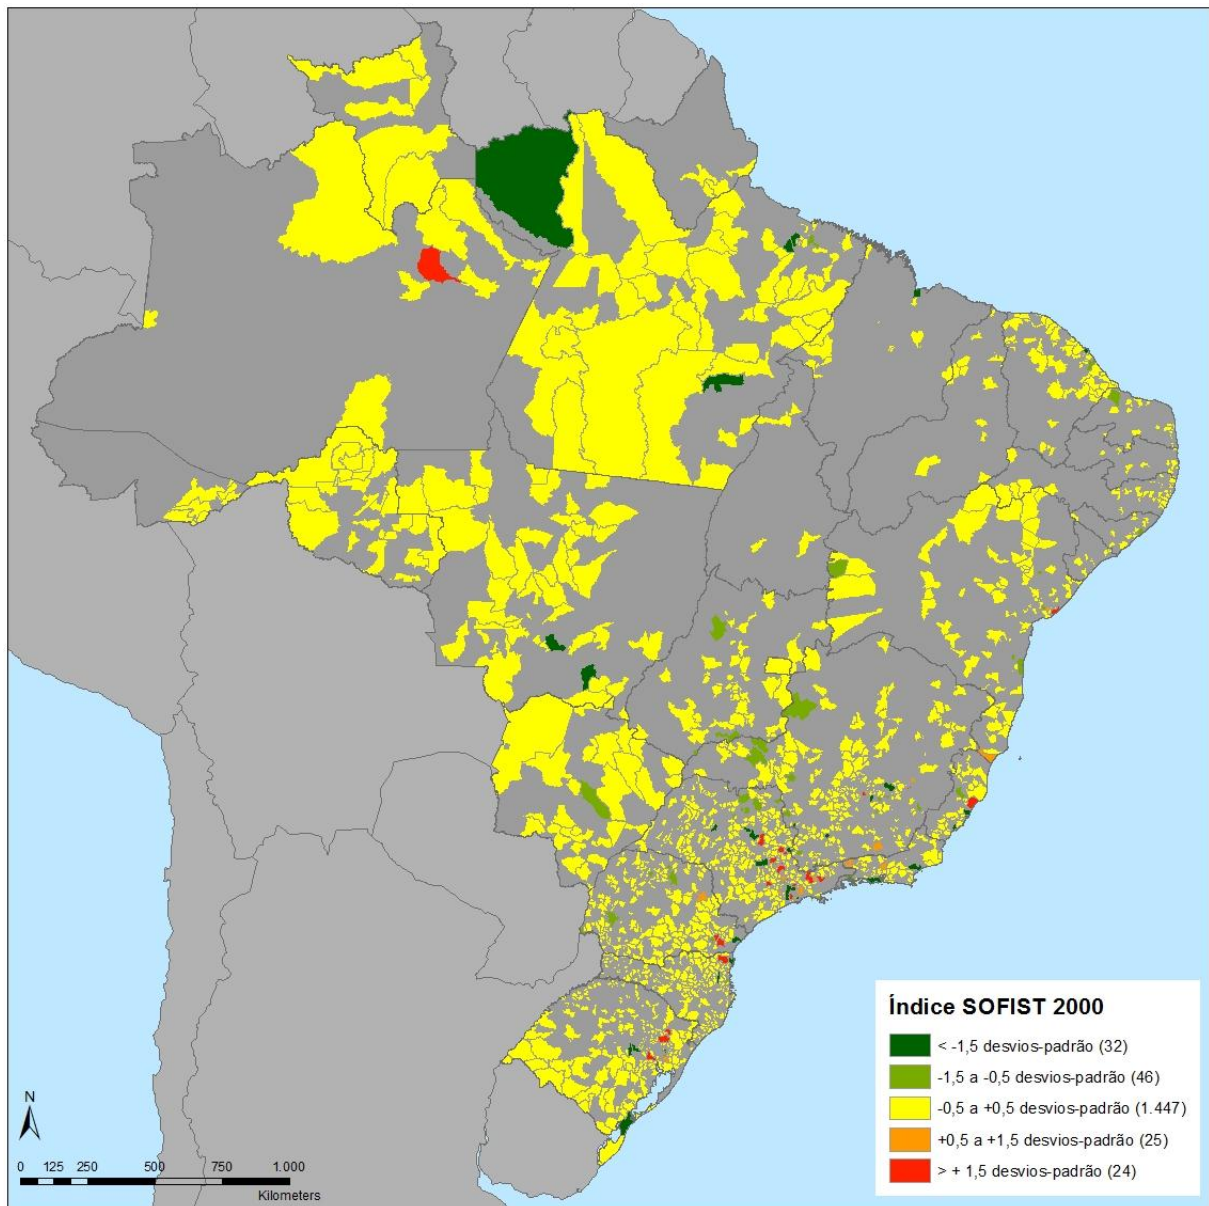 Índice SOFIST 2000
< -1,5 desvios-padrão (32)
-1,5 a -0,5 desvios-padrão (46)
-0,5 a +0,5 desvios-padrão (1.447)
+0,5 a +1,5 desvios-padrão (25)
> + 1,5 desvios-padrão (24)
N
0 125 250 500 750 1.000
Kilometers